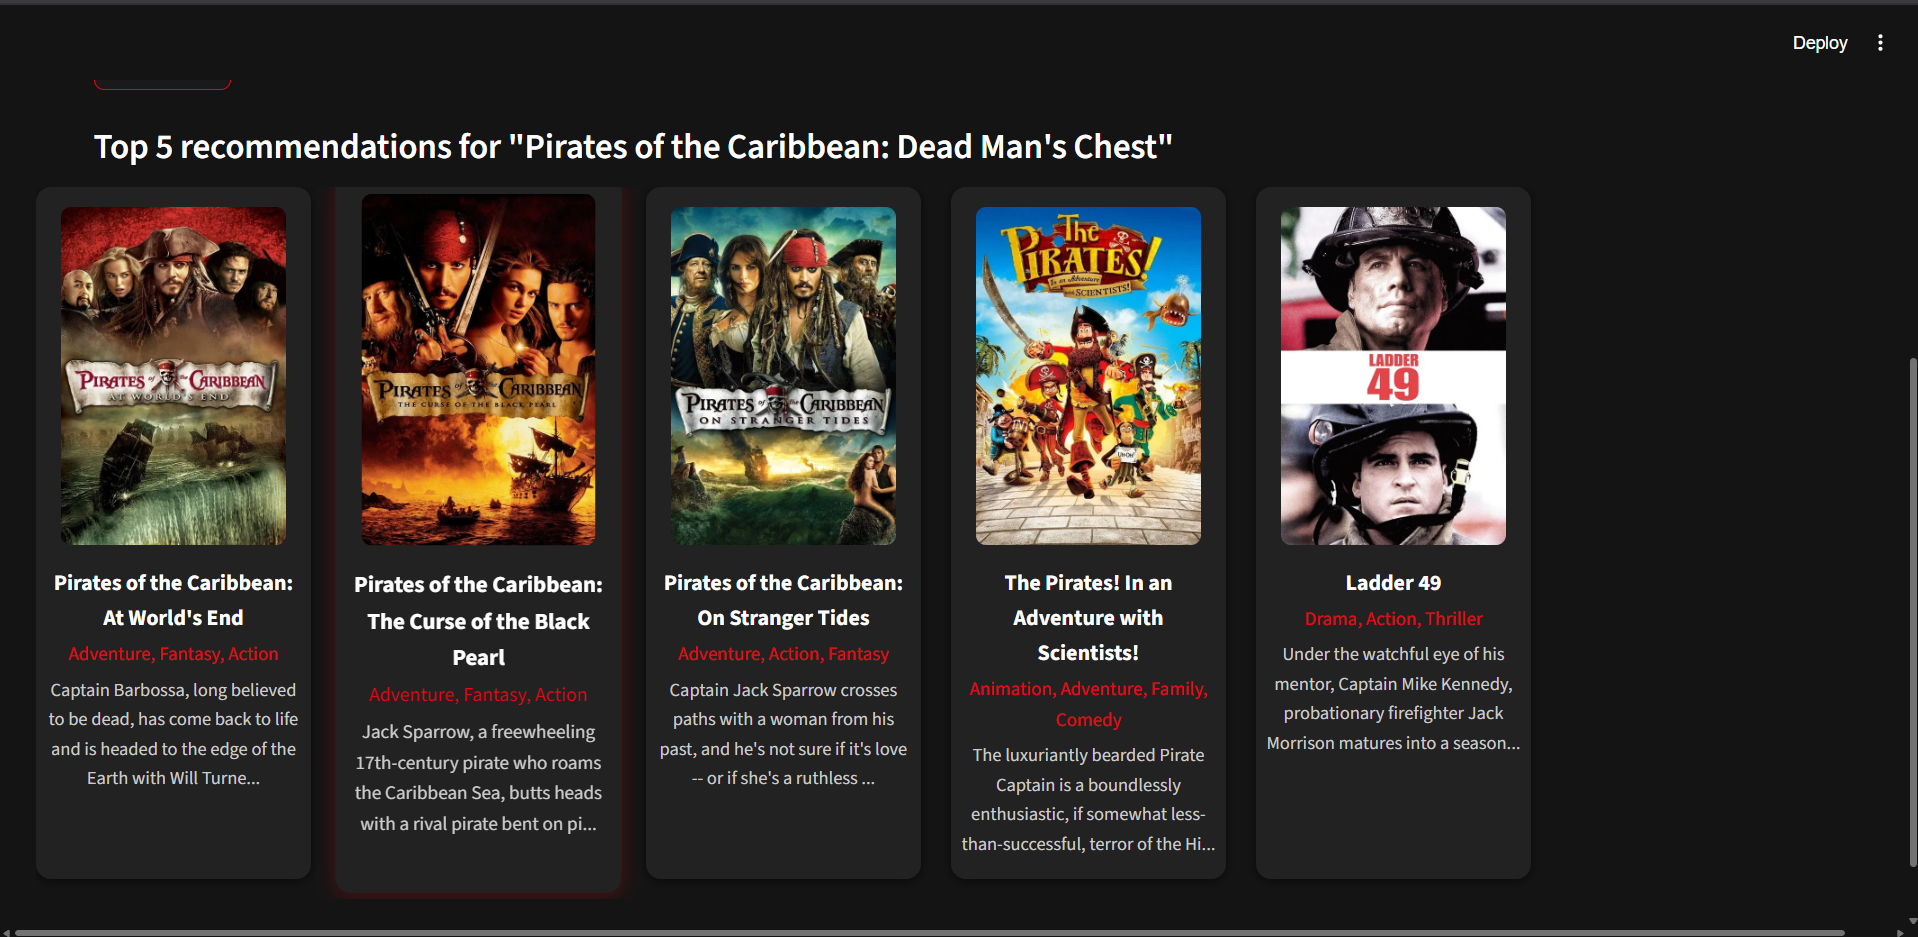 Deploy
Top 5 recommendations for "Pirates of the Caribbean: Dead Man's Chest"
PIRATES of the CARIBBEAN
AT WORLD'S END
Pirates of the Caribbean:
At World's End
Adventure, Fantasy, Action
Captain Barbossa, long believed
to be dead, has come back to life
and is headed to the edge of the
Earth with Will Turne...
PIRATES of the CARIBBEAN
THE CURSE OF THE BLACK PEARL
Pirates of the Caribbean:
The Curse of the Black
Pearl
Adventure, Fantasy, Action
Jack Sparrow, a freewheeling
17th-century pirate who roams
the Caribbean Sea, butts heads
with a rival pirate bent on pi...
PIRATES of the CARIBBEAN
ON STRANGER TIDES
Pirates of the Caribbean:
On Stranger Tides
Adventure, Action, Fantasy
Captain Jack Sparrow crosses
paths with a woman from his
past, and he's not sure if it's love
-- or if she's a ruthless ...
The
PIRATES!
In an Adventure
with SCIENTISTS!
UH-OH!
The Pirates! In an
Adventure with
Scientists!
Animation, Adventure, Family,
Comedy
The luxuriantly bearded Pirate
Captain is a boundlessly
enthusiastic, if somewhat less-
than-successful, terror of the Hi...
LADDER
49
Ladder 49
Drama, Action, Thriller
Under the watchful eye of his
mentor, Captain Mike Kennedy,
probationary firefighter Jack
Morrison matures into a season...